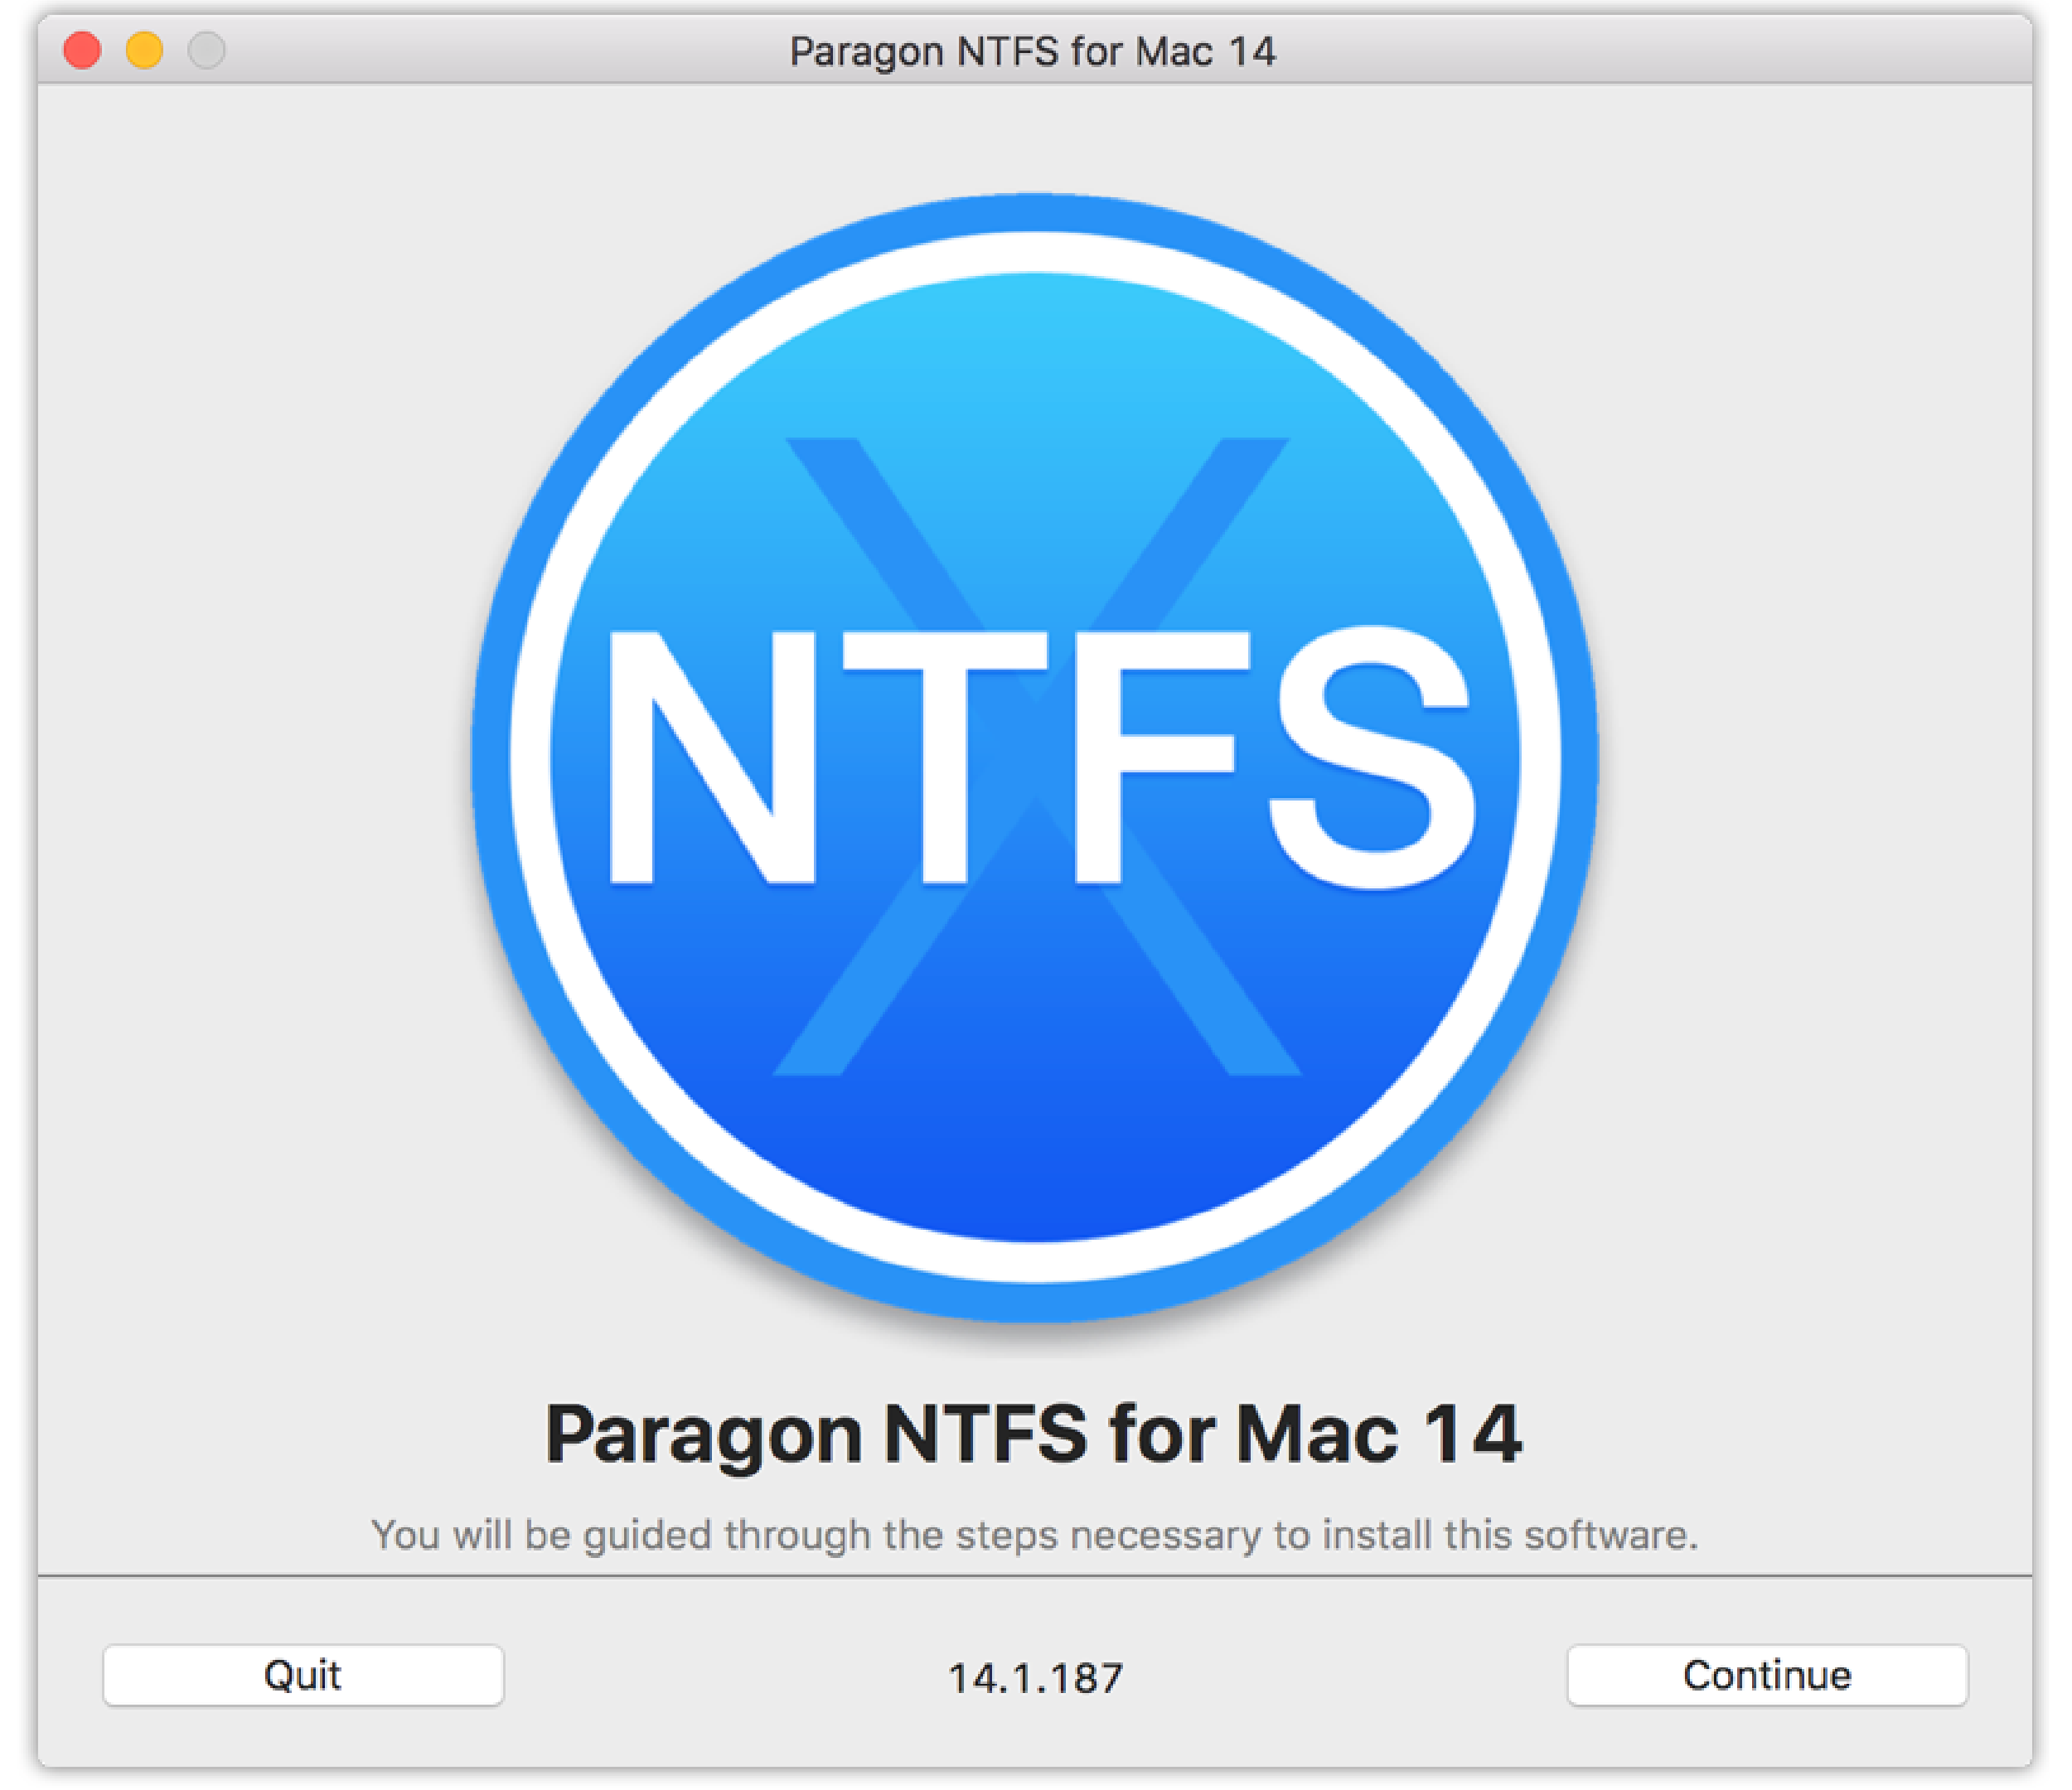 Paragon NTFS for Mac 14
NTFS
Paragon NTFS for Mac 14
You will be guided through the steps necessary to install this software.
Quit
14.1.187
Continue